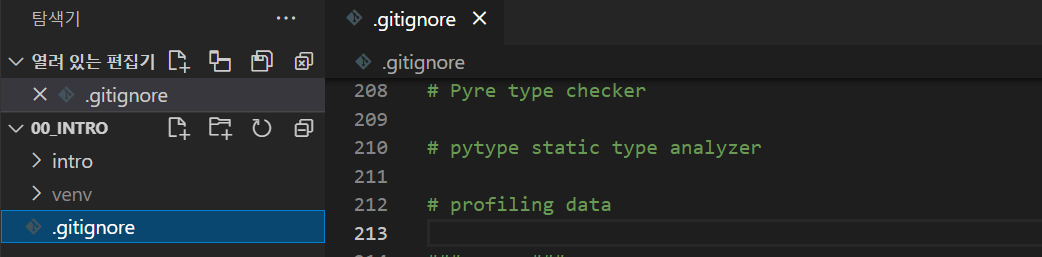 탐색기
열려 있는 편집기
.gitignore
00_INTRO
intro
venv
.gitignore
.gitignore
.gitignore
208 # Pyre type checker
209
210 # pytype static type analyzer
211
212 # profiling data
213